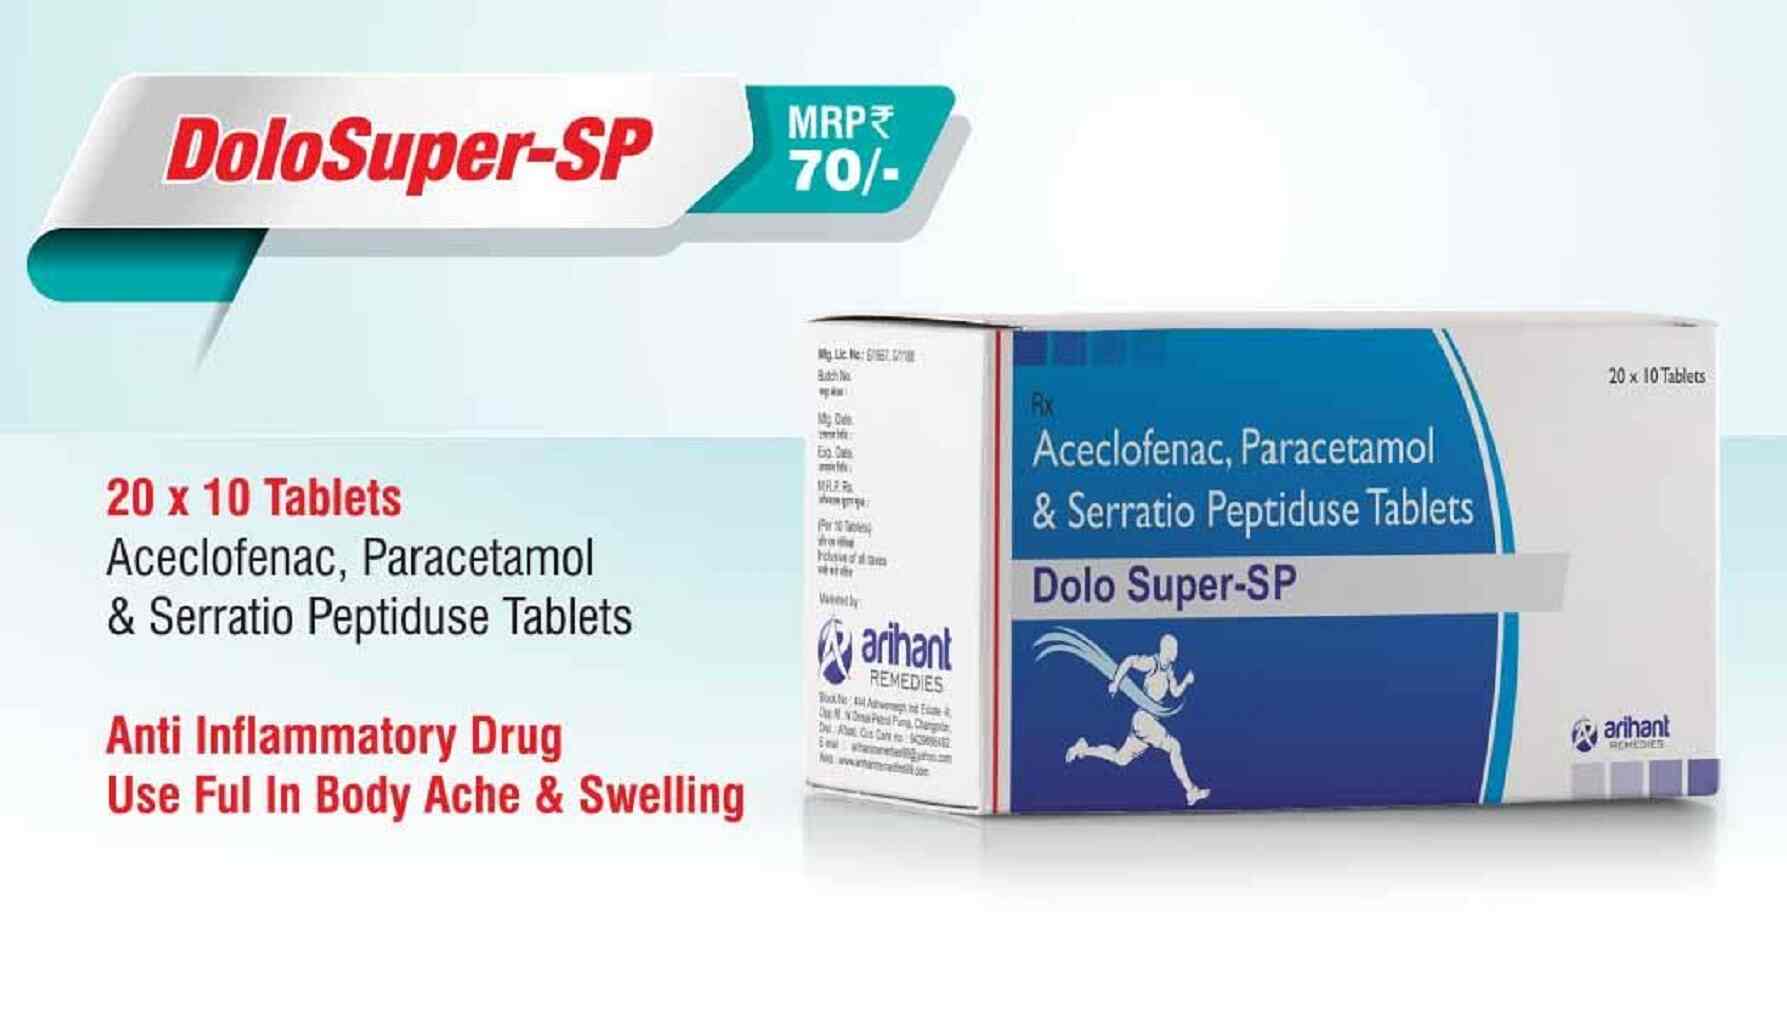 DoloSuper-SP
MRP₹
70/-
20 x 10 Tablets
Aceclofenac, Paracetamol
& Serratio Peptiduse Tablets
Anti Inflammatory Drug
Use Ful In Body Ache & Swelling
Mfg. Lic. No.:
Batch No.
Mfg. Date.
Exp. Date.
M.R.P. Rs.
(Per 10 Tablets)
Inclusive of all taxes
Marketed by
arihant
REMEDIES
Rx
Aceclofenac, Paracetamol
& Serratio Peptiduse Tablets
Dolo Super-SP
20 x 10 Tablets
arihant
REMEDIES